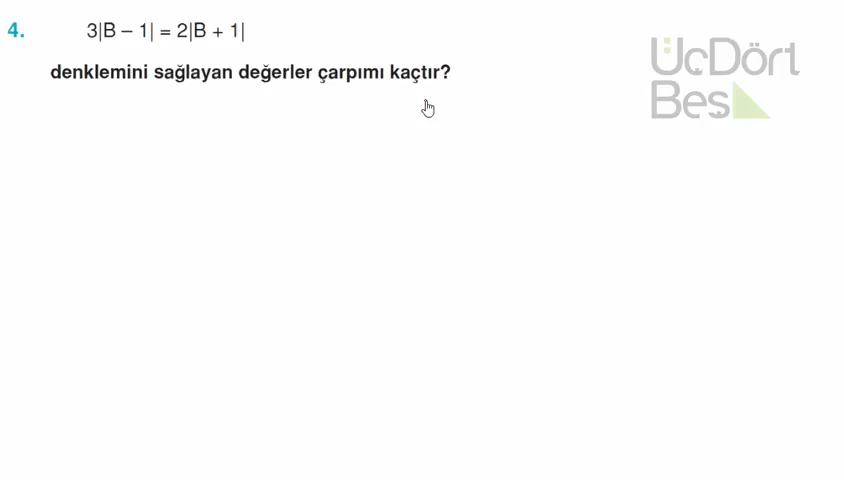 4. 3|B – 1| = 2|B + 1|
denklemini sağlayan değerler çarpımı kaçtır?
ÜçDört
Beş